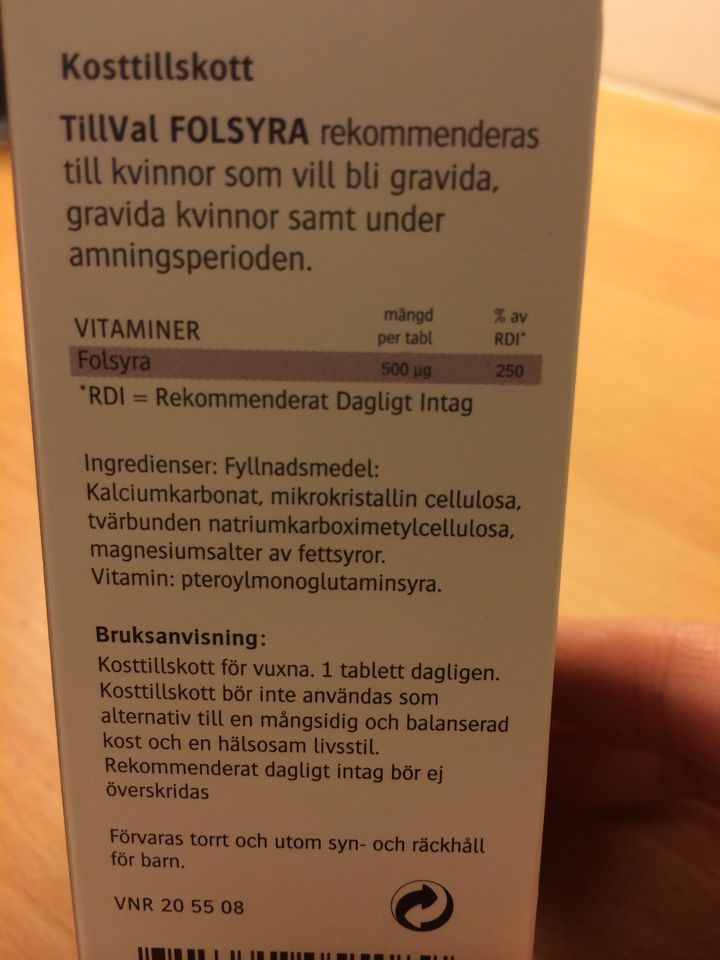 Kosttillskott
TillVal FOLSYRA rekommenderas
till kvinnor som vill bli gravida,
gravida kvinnor samt under
amningsperioden.
VITAMINER mängd per tabl % av RDI*
Folsyra 500 µg 250
*RDI = Rekommenderat Dagligt Intag
Ingredienser: Fyllnadsmedel:
Kalciumkarbonat, mikrokristallin cellulosa,
tvärbunden natriumkarboximetylcellulosa,
magnesiumsalter av fettsyror.
Vitamin: pteroylmonoglutaminsyra.
Bruksanvisning:
Kosttillskott för vuxna. 1 tablett dagligen.
Kosttillskott bör inte användas som
alternativ till en mångsidig och balanserad
kost och en hälsosam livsstil.
Rekommenderat dagligt intag bör ej
överskridas
Förvaras torrt och utom syn- och räckhåll
för barn.
VNR 20 55 08